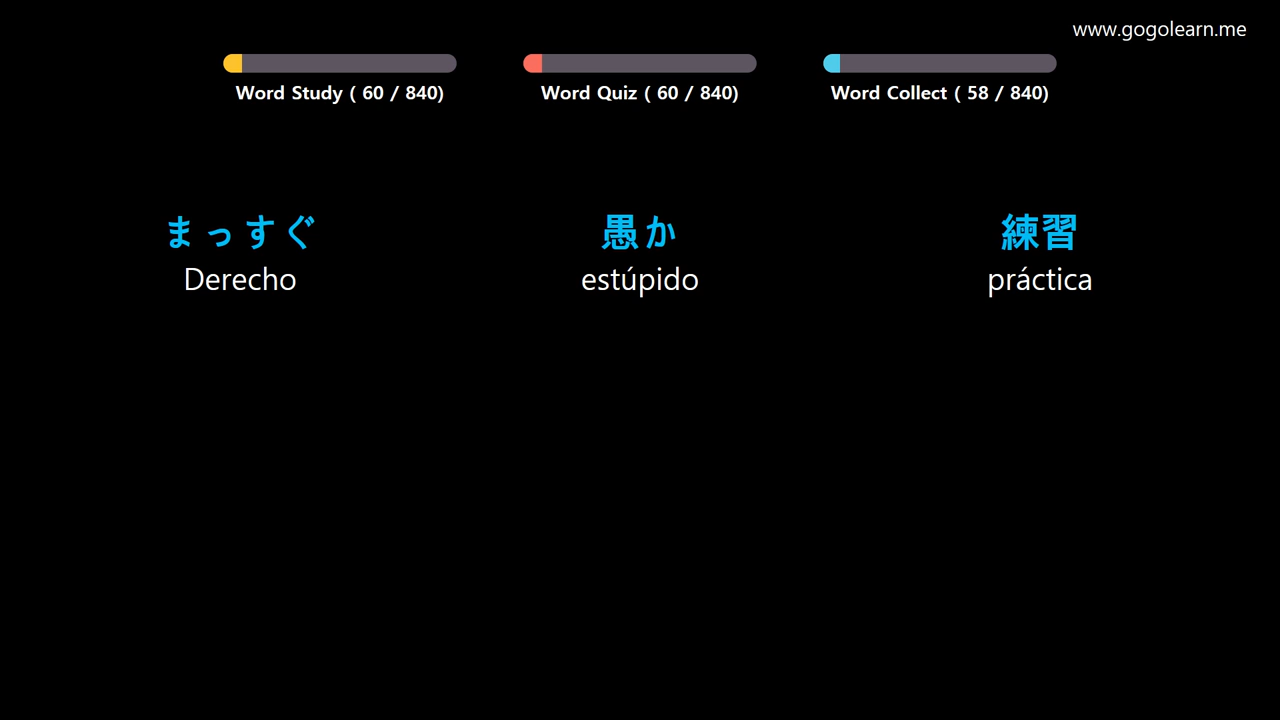 www.gogolearn.me
Word Study ( 60 / 840)
Word Quiz ( 60 / 840)
Word Collect ( 58 / 840)
まっすぐ
Derecho
愚か
estúpido
練習
práctica